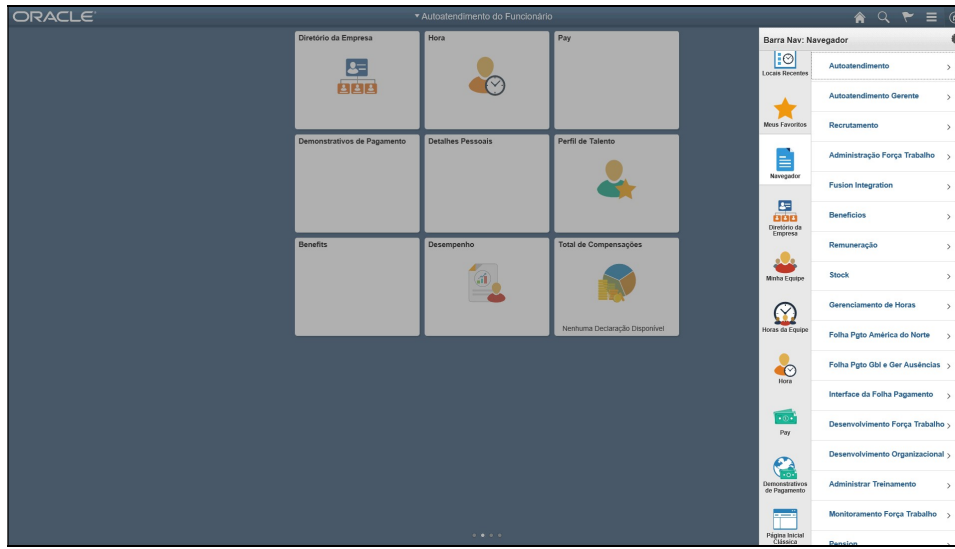 ORACLE
Autoatendimento do Funcionário
Diretório da Empresa
Hora
Pay
Demonstrativos de Pagamento
Detalhes Pessoais
Perfil de Talento
Benefits
Desempenho
Total de Compensações
Nenhuma Declaração Disponível
Barra Nav: Navegador
Locais Recentes
Meus Favoritos
Navegador
Diretório da
Empresa
Minha Equipe
Horas da Equipe
Hora
Pay
Demonstrativos
de Pagamento
Página Inicial
Clássica
Autoatendimento
Autoatendimento Gerente
Recrutamento
Administração Força Trabalho
Fusion Integration
Benefícios
Remuneração
Stock
Gerenciamento de Horas
Folha Pgto América do Norte
Folha Pgto Gbl e Ger Ausências
Interface da Folha Pagamento
Desenvolvimento Força Trabalho
Desenvolvimento Organizacional
Administrar Treinamento
Monitoramento Força Trabalho
Pension